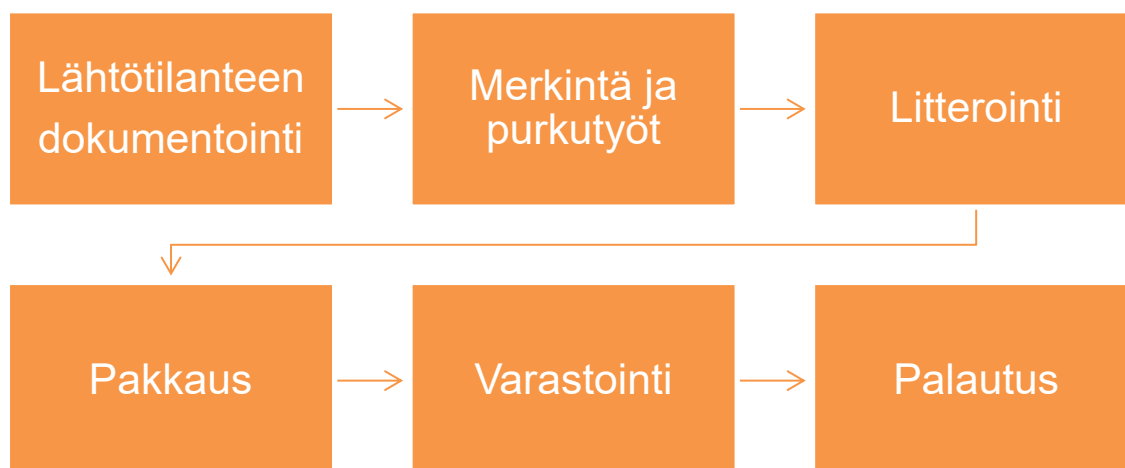 Lähtötilanteen
dokumentointi
Merkintä ja
purkutyöt
Litterointi
Pakkaus
Varastointi
Palautus